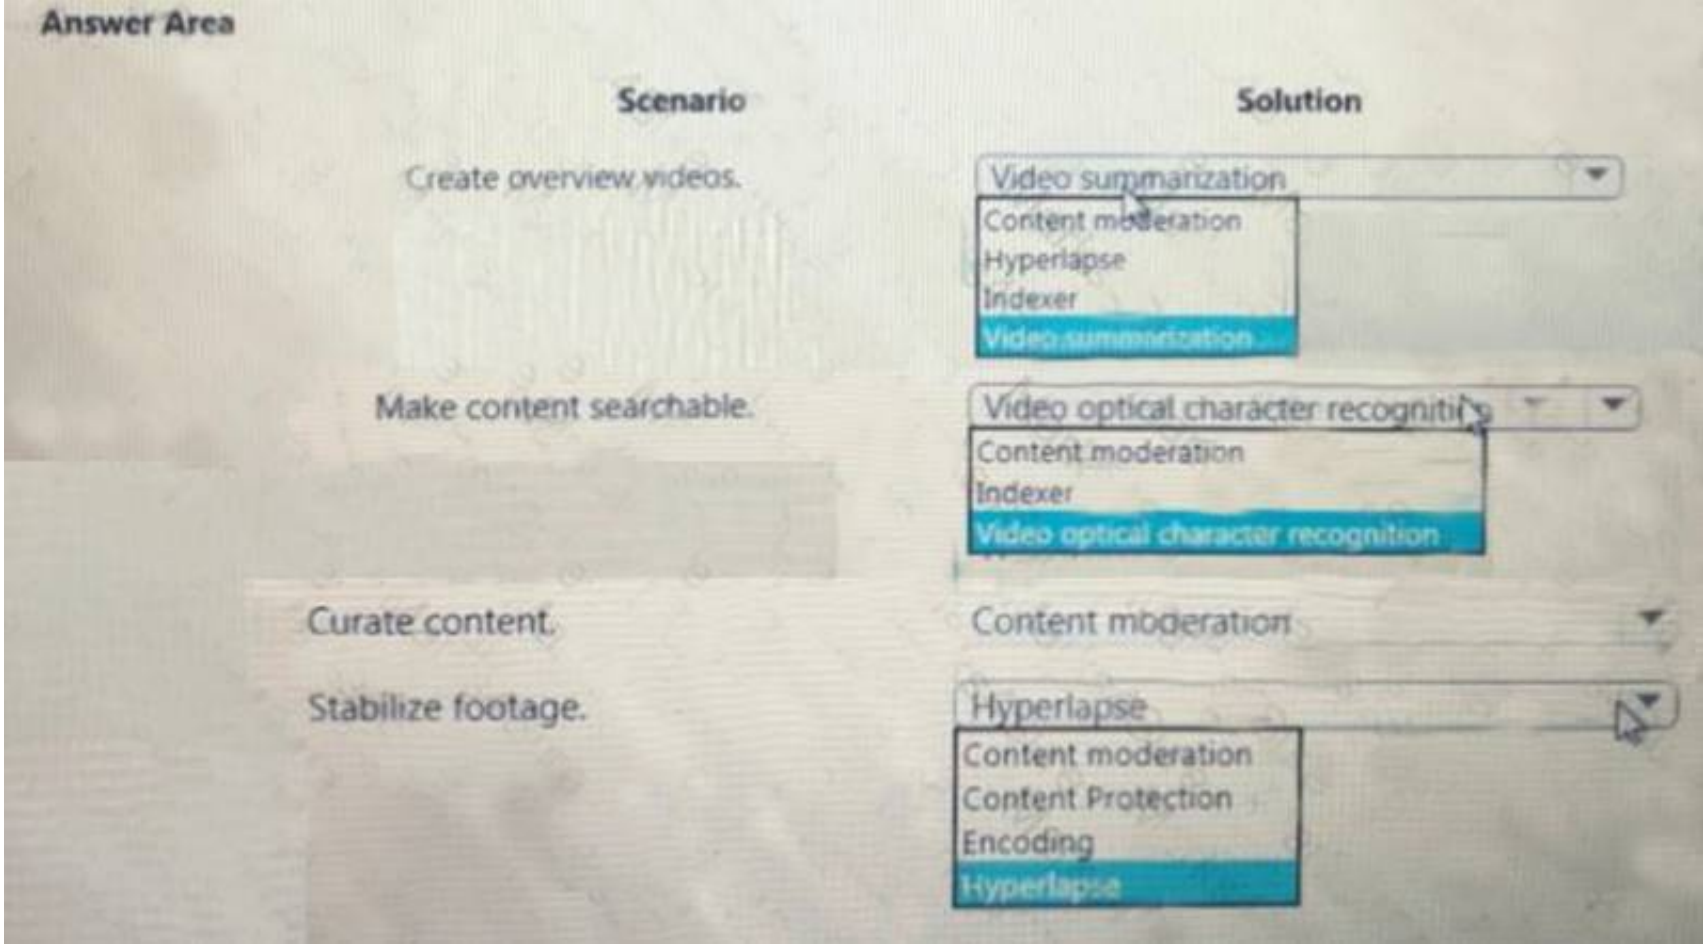 Answer Area
Scenario Solution
Create overview videos. Video summarization
Content moderation
Hyperlapse
Indexer
Video summarization
Make content searchable. Video optical character recognition
Content moderation
Indexer
Video optical character recognition
Curate content. Content moderation
Stabilize footage. Hyperlapse
Content moderation
Content Protection
Encoding
Hyperlapse